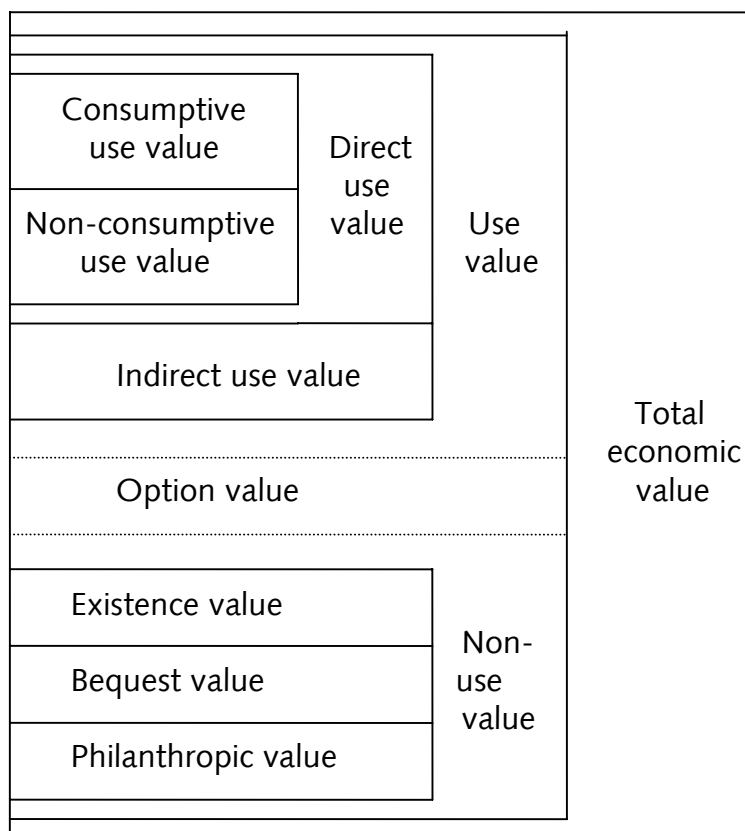 Consumptive
use value
Direct
use
value
Non-consumptive
use value
Use
value
Indirect use value
Total
economic
value
Option value
Existence value
Bequest value
Philanthropic value
Non-
use
value